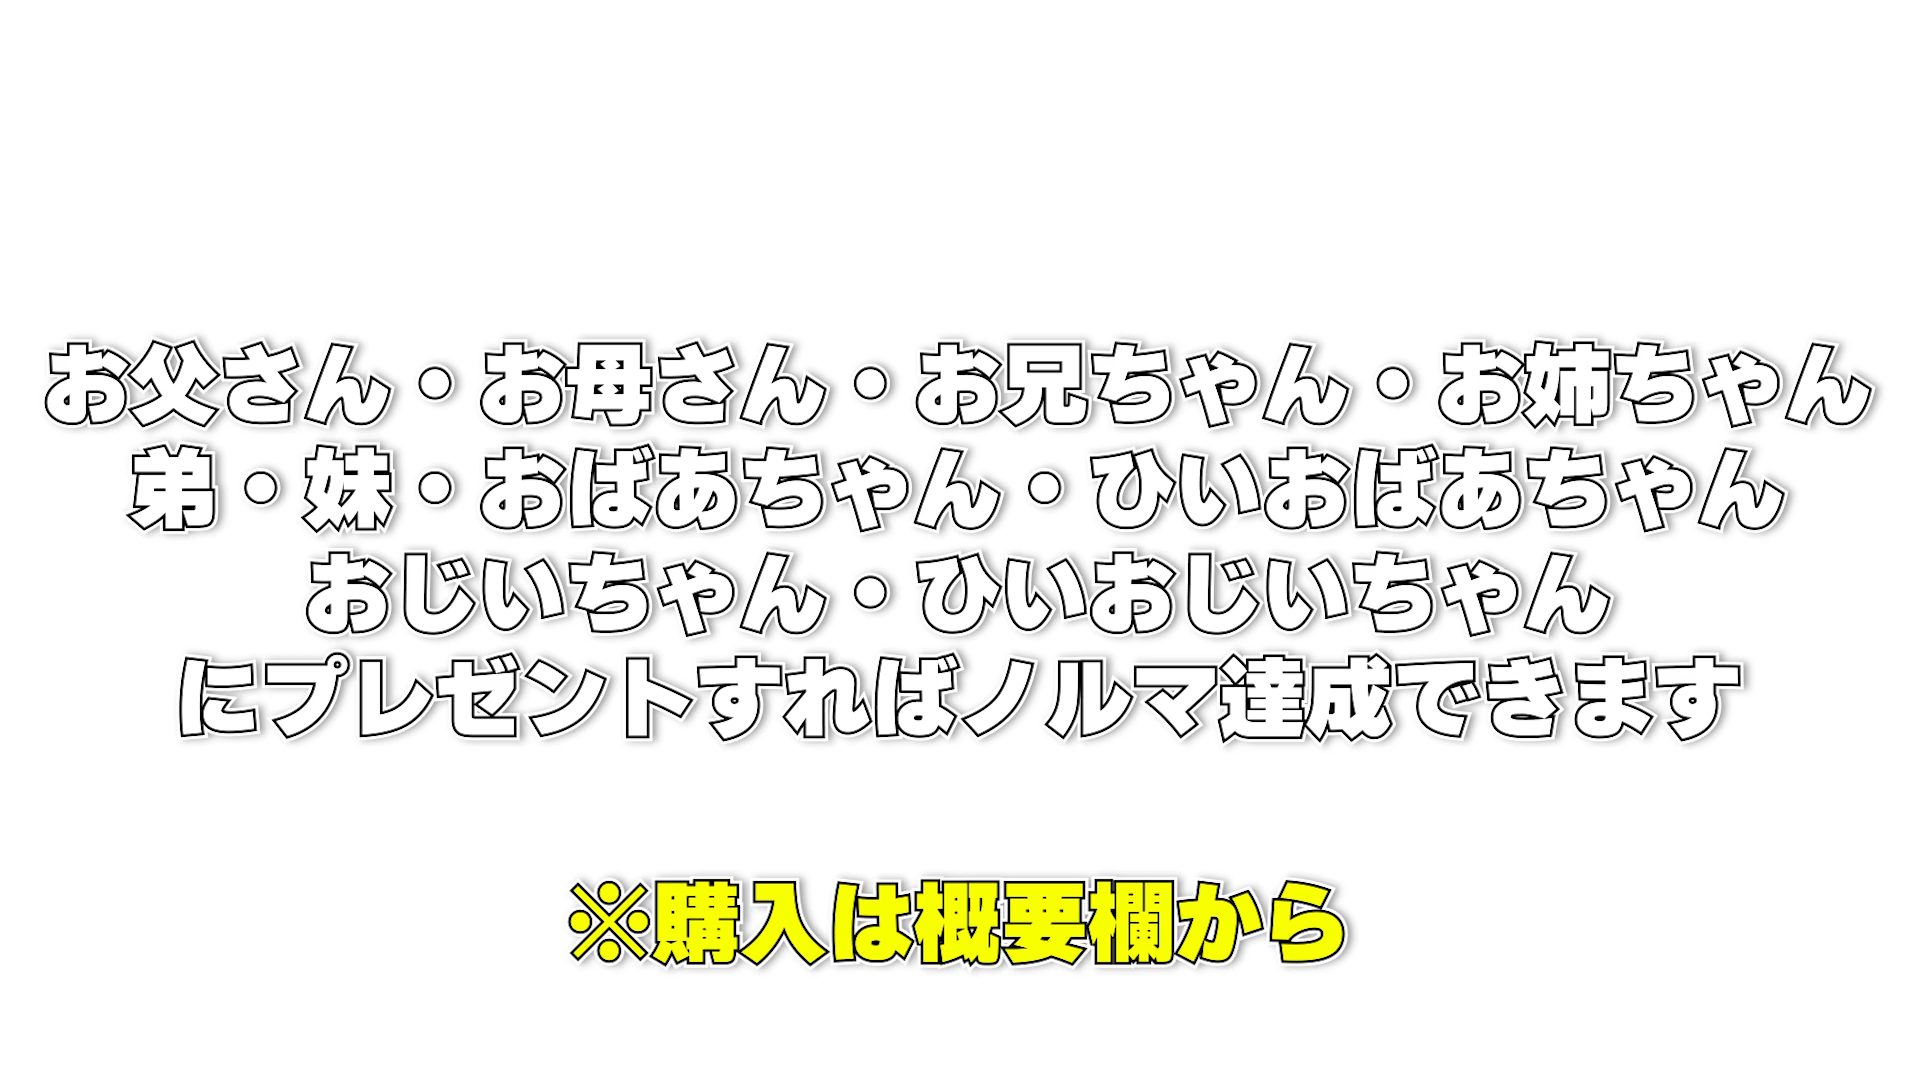 お父さん・お母さん・お兄ちゃん・お姉ちゃん
弟・妹・おばあちゃん・ひいおばあちゃん
おじいちゃん・ひいおじいちゃん
にプレゼントすればノルマ達成できます
※購入は概要欄から